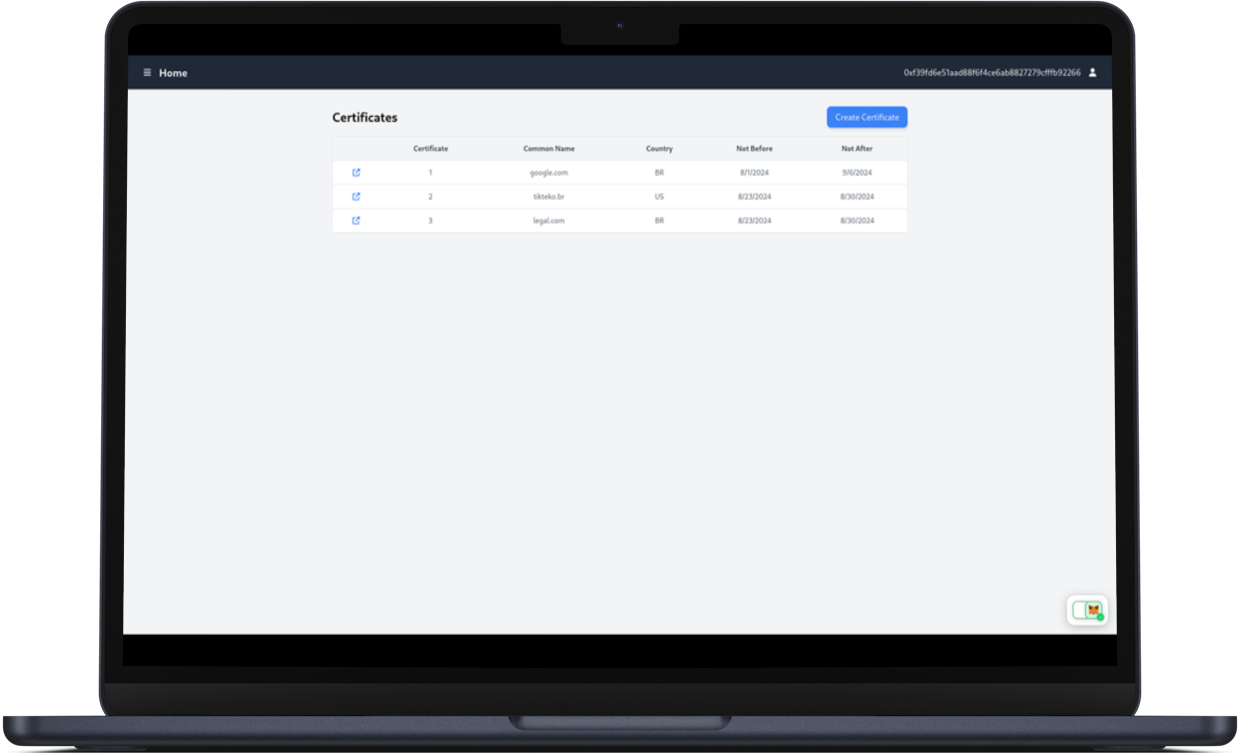 Home
0xf39fd6e51aad88f6f4ce6ab8827279cfffb92266
Certificates
Create Certificate
Certificate Common Name Country Not Before Not After
1 google.com BR 8/1/2024 9/6/2024
2 tikteko.br US 8/23/2024 8/30/2024
3 legal.com BR 8/23/2024 8/30/2024